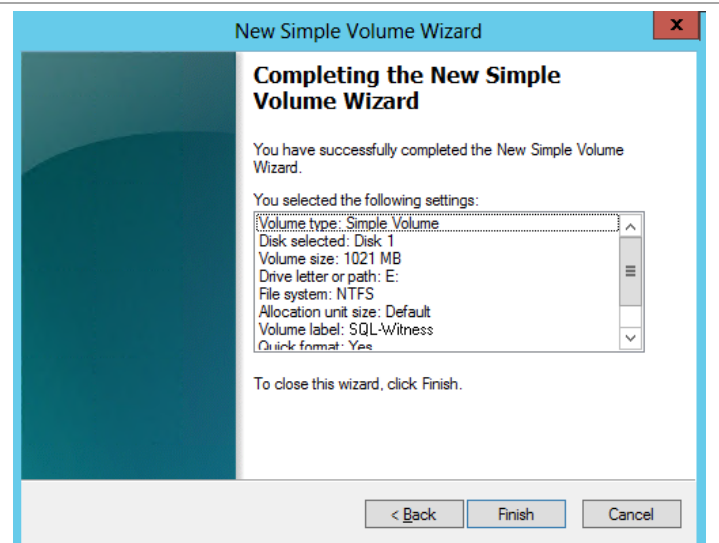 New Simple Volume Wizard
x
Completing the New Simple
Volume Wizard
You have successfully completed the New Simple Volume
Wizard.
You selected the following settings:
Volume type: Simple Volume
Disk selected: Disk 1
Volume size: 1021 MB
Drive letter or path: E:
File system: NTFS
Allocation unit size: Default
Volume label: SQL-Witness
Quick format: Yes
To close this wizard, click Finish.
< Back
Finish
Cancel